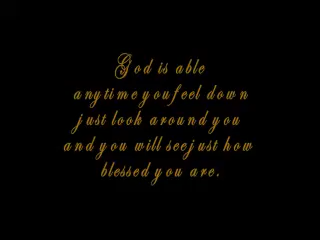 God is able
anytime you feel down
just look around you
and you will see just how
blessed you are.